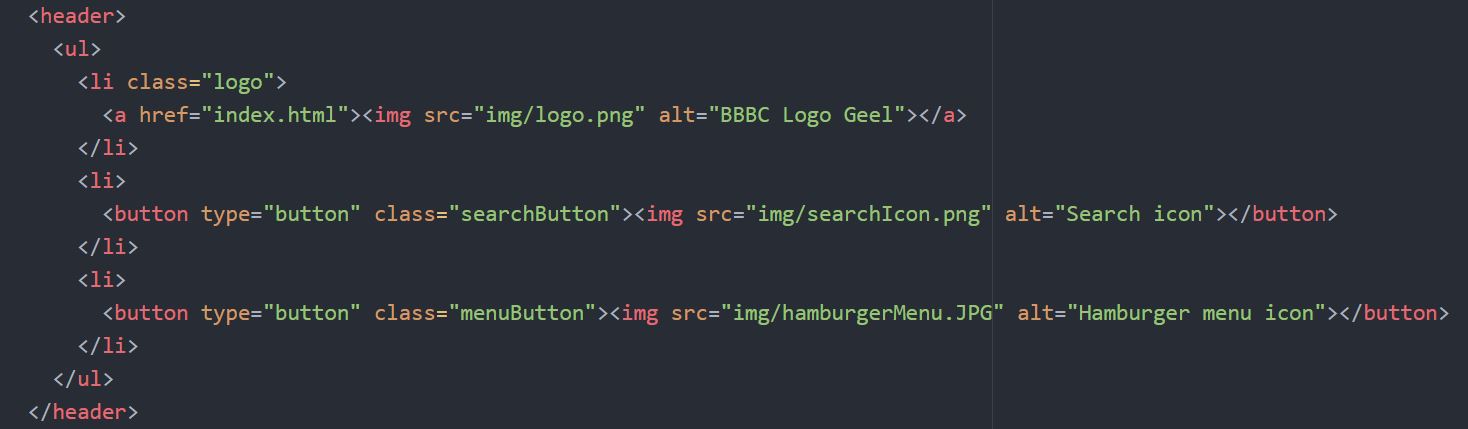 <header>
<ul>
<li class="logo">
<a href="index.html"><img src="img/logo.png" alt="BBBC Logo Geel"></a>
</li>
<li>
<button type="button" class="searchButton"><img src="img/searchIcon.png" alt="Search icon"></button>
</li>
<li>
<button type="button" class="menuButton"><img src="img/hamburgerMenu.JPG" alt="Hamburger menu icon"></button>
</li>
</ul>
</header>